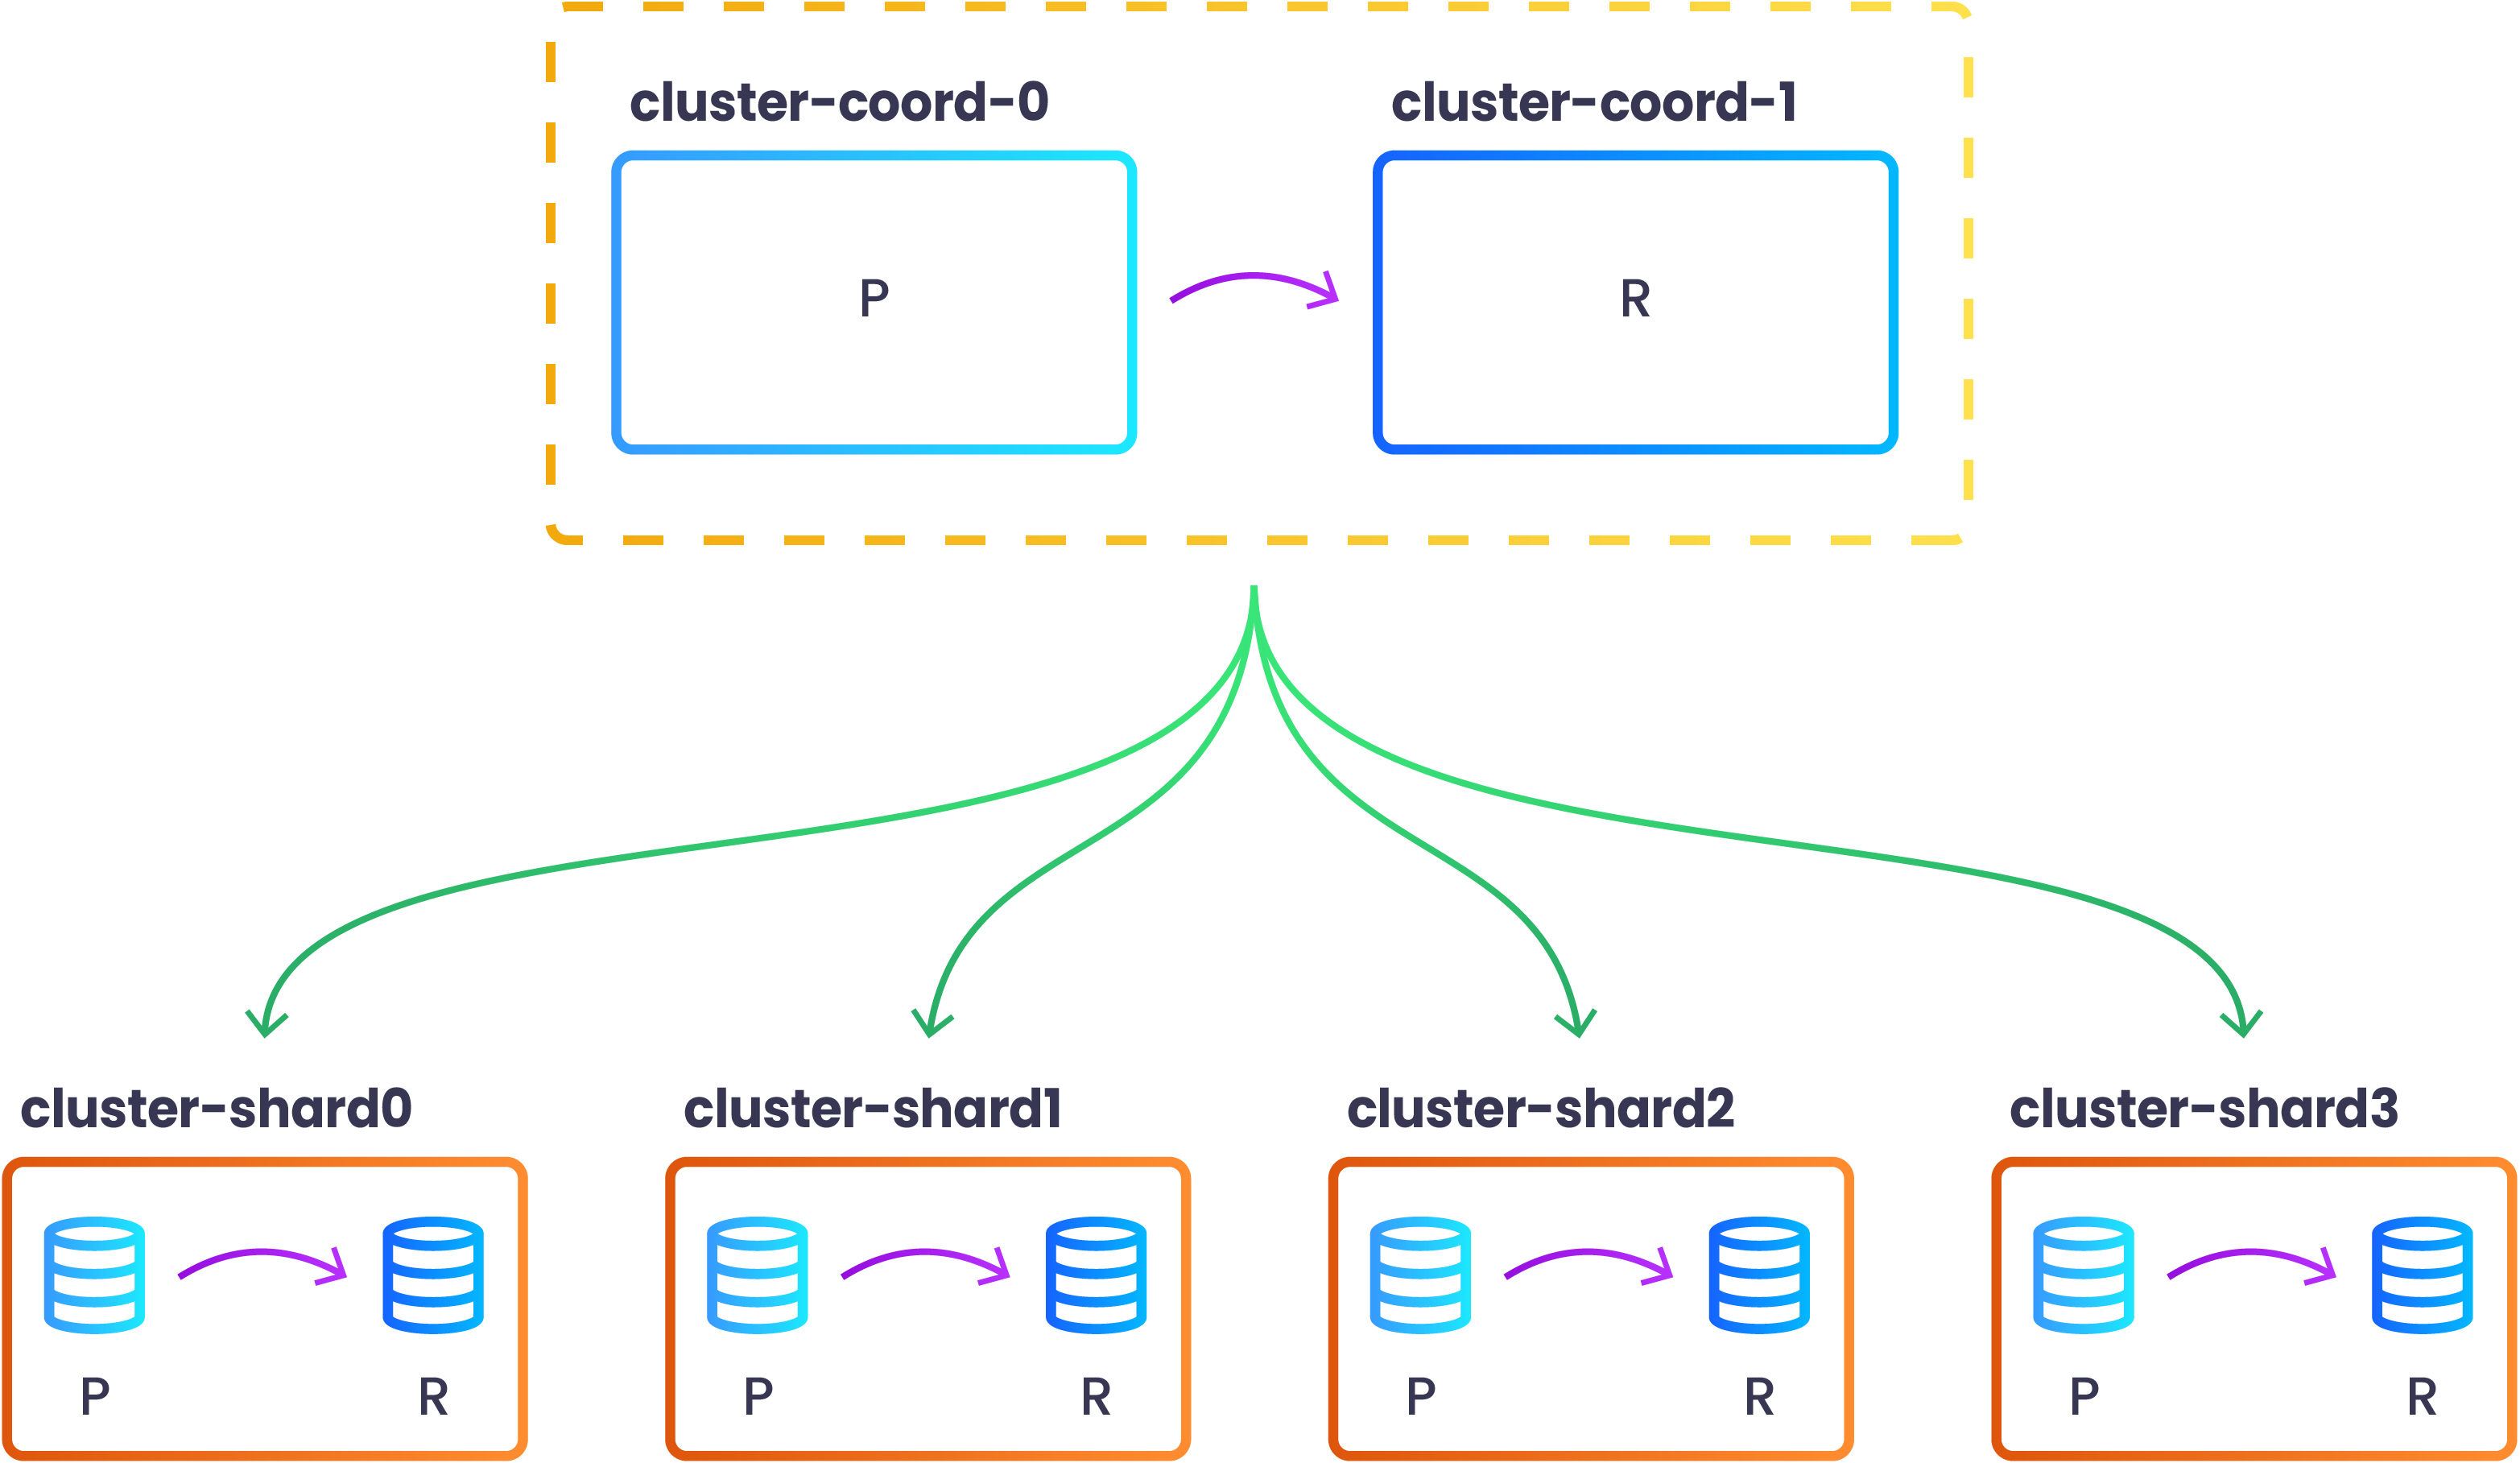 cluster-coord-0 cluster-coord-1
P R
cluster-shard0 cluster-shard1 cluster-shard2 cluster-shard3
P R P R P R P R